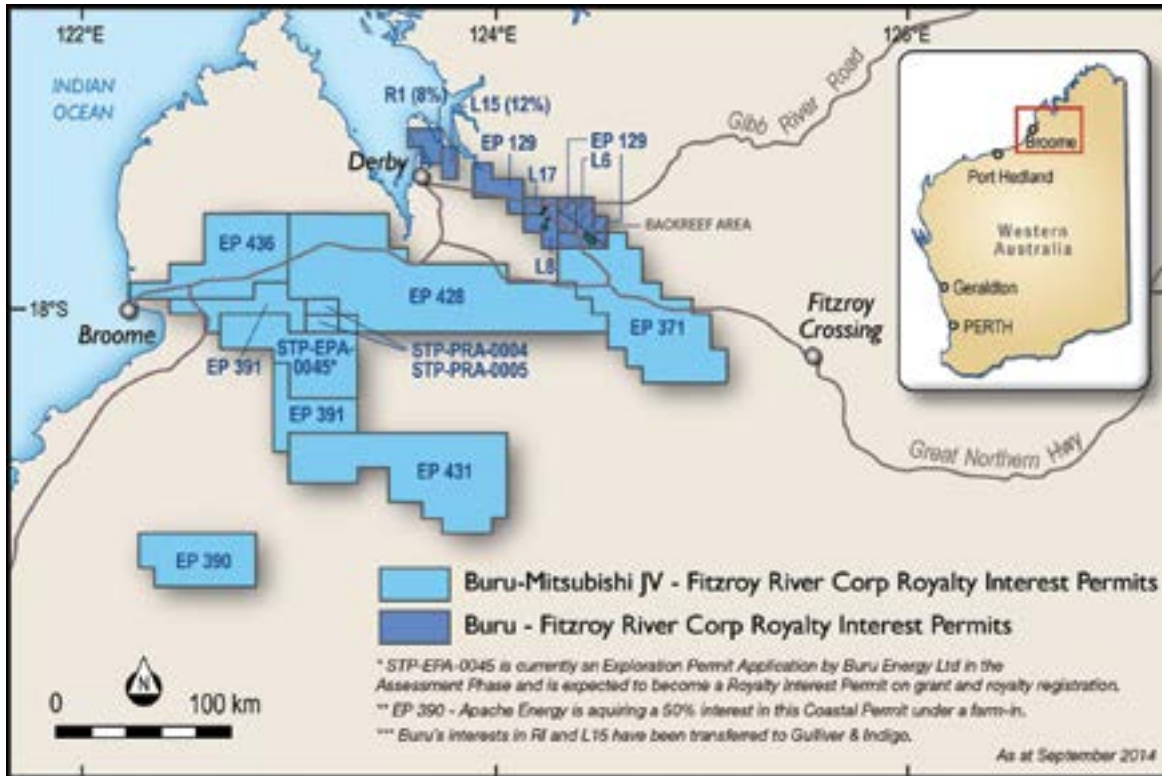 122°E
124°E
126°E
INDIAN
OCEAN
R1 (8%)
L15 (12%)
Gibb River Road
EP 129
EP 129
L6
Derby
L17
BACKREEF AREA
Broome
Port Hedland
Western
Australia
Geraldton
PERTH
EP 436
L8
EP 428
18°S
Broome
EP 371
Fitzroy
Crossing
EP 391
STP-EPA-
0045*
STP-PRA-0004
STP-PRA-0005
EP 391
EP 431
Great Northern Hwy
EP 390
Buru-Mitsubishi JV - Fitzroy River Corp Royalty Interest Permits
Buru - Fitzroy River Corp Royalty Interest Permits
* STP-EPA-0045 is currently an Exploration Permit Application by Buru Energy Ltd in the
Assessment Phase and is expected to become a Royalty Interest Permit on grant and royalty registration.
** EP 390 - Apache Energy is aquiring a 50% interest in this Coastal Permit under a farm-in.
*** Buru's interests in RI and L15 have been transferred to Gulliver & Indigo.
N
0 100 km
As at September 2014